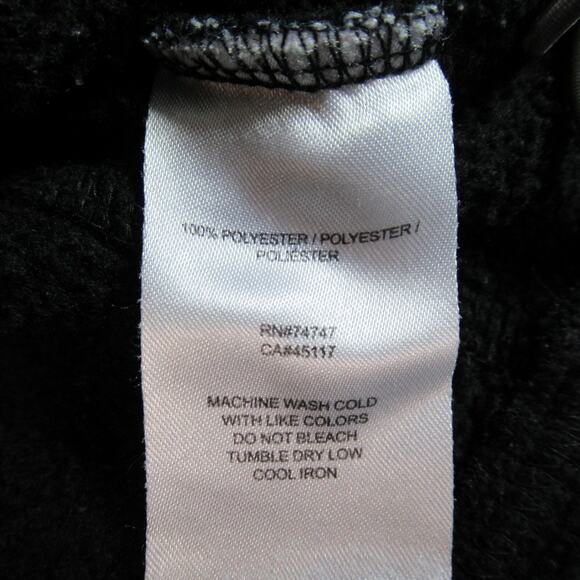 100% POLYESTER / POLYESTER /
POLIÉSTER
RN#74747
CA#45117
MACHINE WASH COLD
WITH LIKE COLORS
DO NOT BLEACH
TUMBLE DRY LOW
COOL IRON